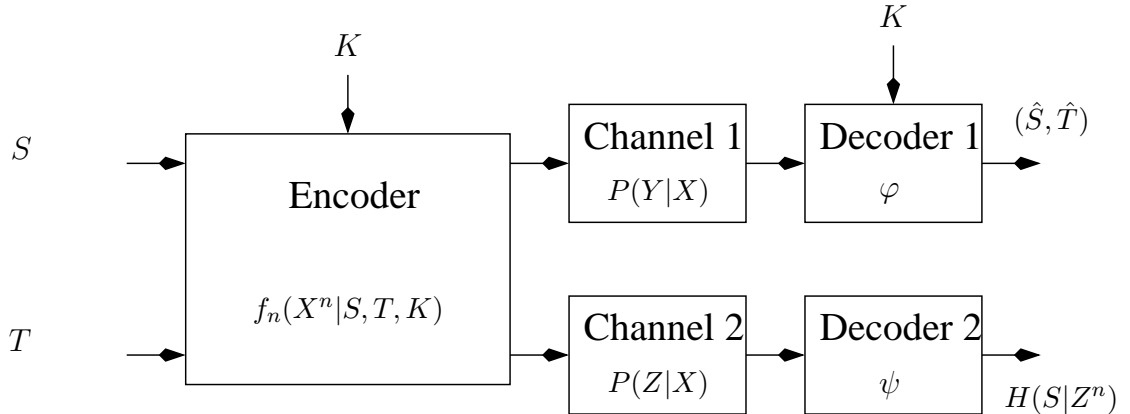 K
K
S
Encoder
f_n(X^n|S, T, K)
T
Channel 1
P(Y|X)
Decoder 1
φ
(Ŝ, T̂)
Channel 2
P(Z|X)
Decoder 2
ψ
H(S|Z^n)